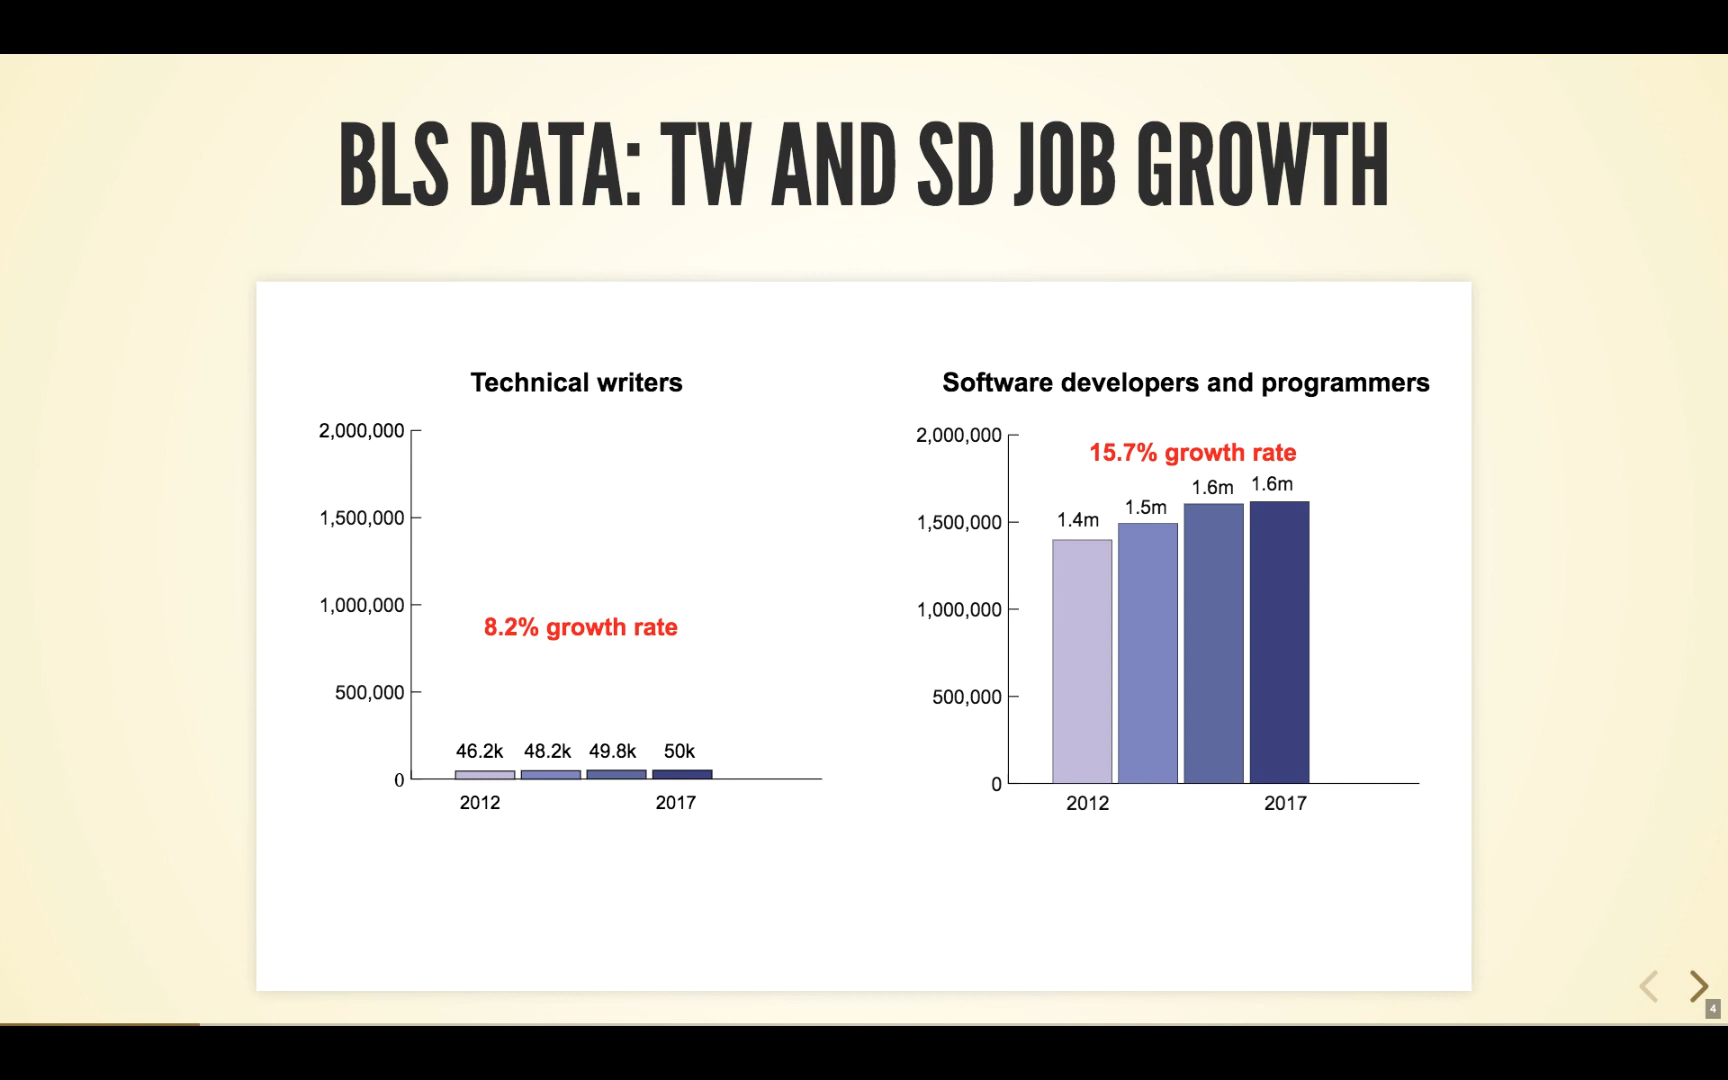 BLS DATA: TW AND SD JOB GROWTH
Technical writers
2,000,000
1,500,000
1,000,000
8.2% growth rate
500,000
46.2k 48.2k 49.8k 50k
0
2012 2017
Software developers and programmers
2,000,000
15.7% growth rate
1.4m 1.5m 1.6m 1.6m
1,500,000
1,000,000
500,000
0
2012 2017
4